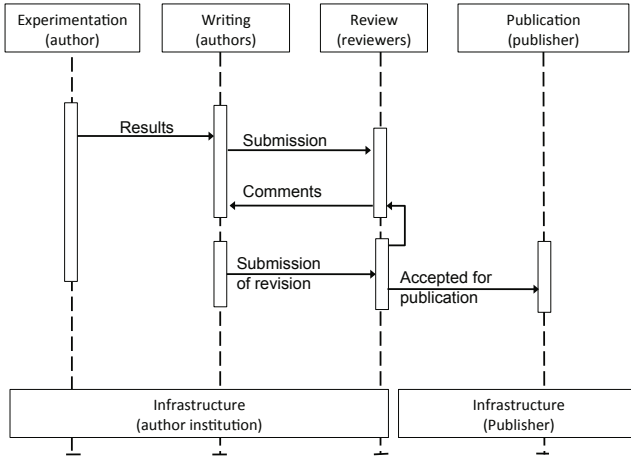 Experimentation
(author)
Writing
(authors)
Review
(reviewers)
Publication
(publisher)
Results
Submission
Comments
Submission
of revision
Accepted for
publication
Infrastructure
(author institution)
Infrastructure
(Publisher)